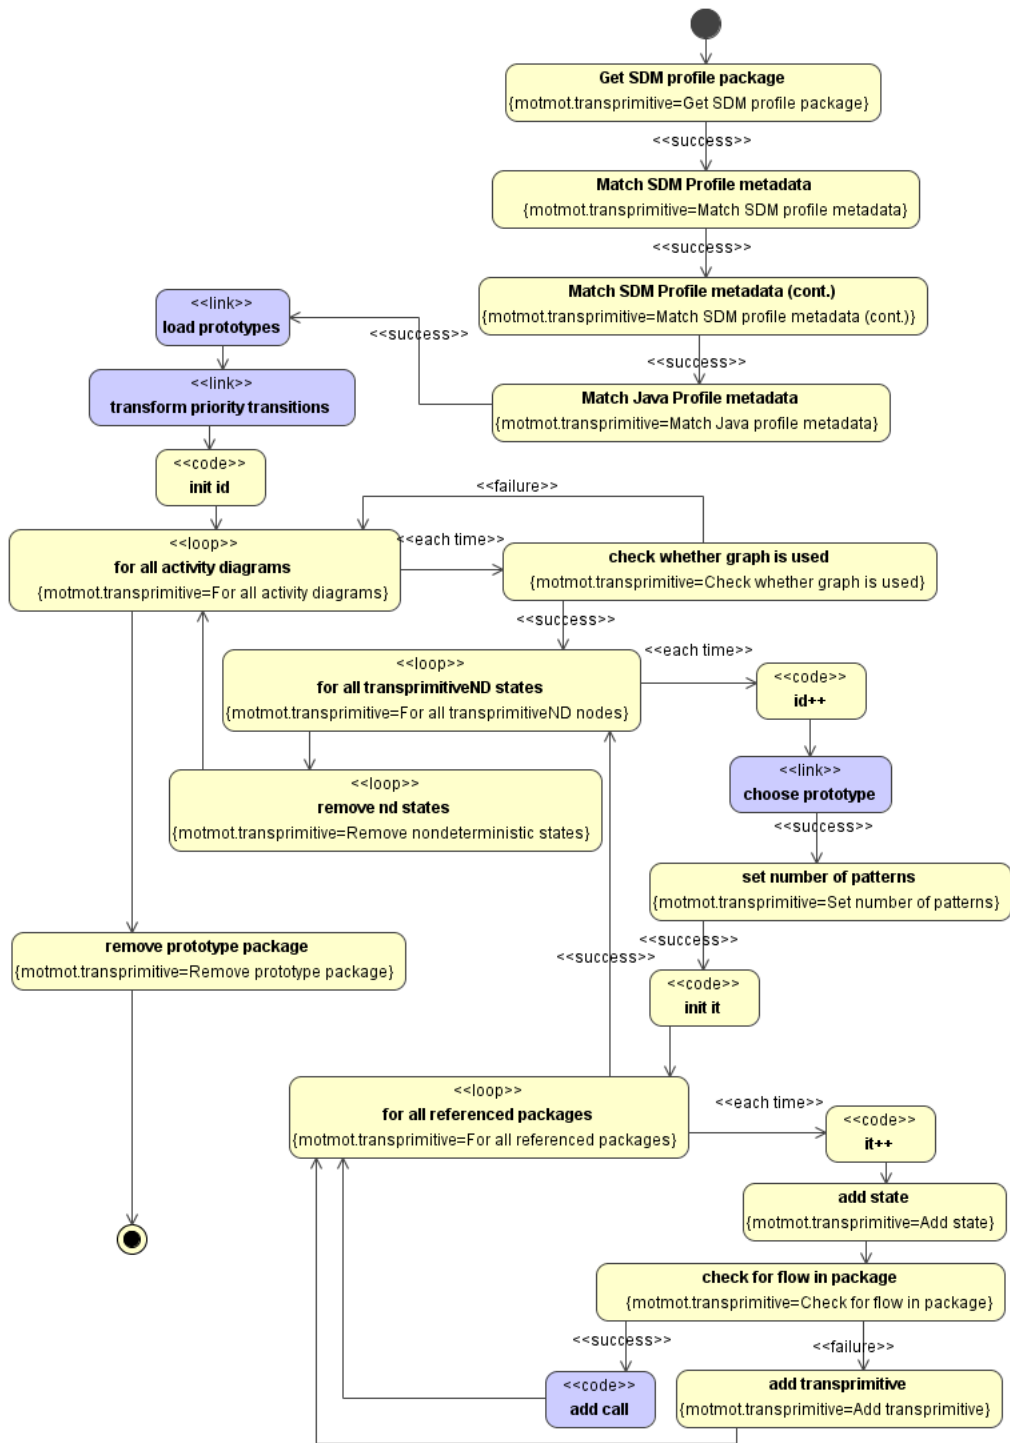 Get SDM profile package
{motmot.transprimitive=Get SDM profile package}
<<success>>
Match SDM Profile metadata
{motmot.transprimitive=Match SDM profile metadata}
<<success>>
Match SDM Profile metadata (cont.)
{motmot.transprimitive=Match SDM profile metadata (cont.)}
<<link>>
load prototypes
<<success>>
<<success>>
<<link>>
transform priority transitions
Match Java Profile metadata
{motmot.transprimitive=Match Java profile metadata}
<<code>>
init id
<<failure>>
<<loop>>
for all activity diagrams
{motmot.transprimitive=For all activity diagrams}
<<each time>>
check whether graph is used
{motmot.transprimitive=Check whether graph is used}
<<success>>
<<loop>>
for all transprimitiveND states
{motmot.transprimitive=For all transprimitiveND nodes}
<<each time>>
<<code>>
id++
<<loop>>
remove nd states
{motmot.transprimitive=Remove nondeterministic states}
<<link>>
choose prototype
<<success>>
set number of patterns
{motmot.transprimitive=Set number of patterns}
remove prototype package
{motmot.transprimitive=Remove prototype package}
<<success>>
<<success>>
<<code>>
init it
<<loop>>
for all referenced packages
{motmot.transprimitive=For all referenced packages}
<<each time>>
<<code>>
it++
add state
{motmot.transprimitive=Add state}
check for flow in package
{motmot.transprimitive=Check for flow in package}
<<success>>
<<failure>>
<<code>>
add call
add transprimitive
{motmot.transprimitive=Add transprimitive}